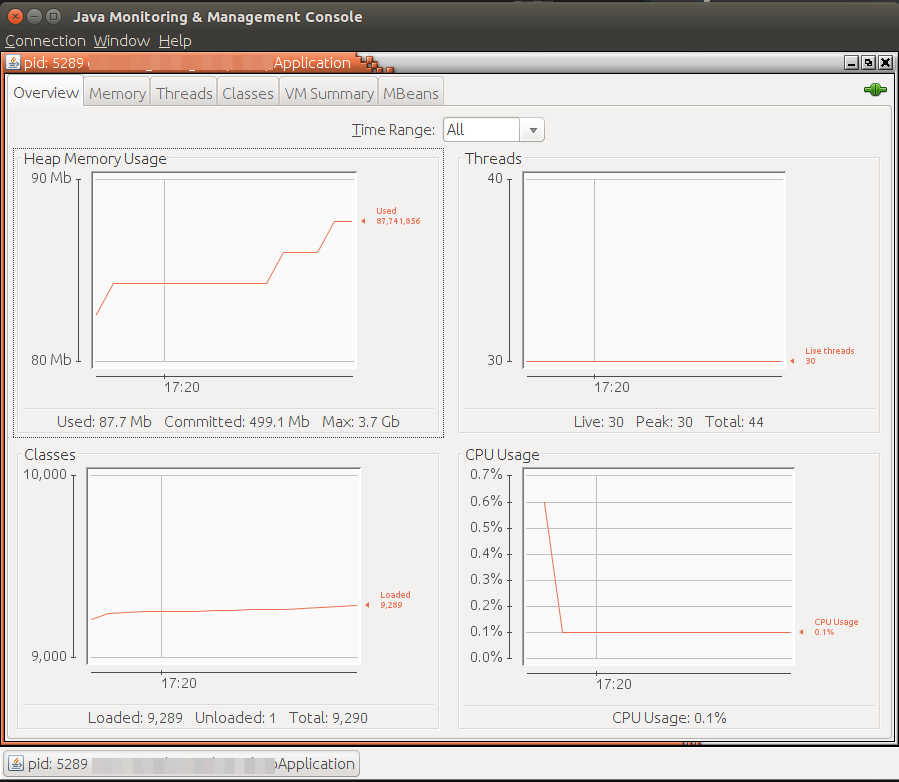 Java Monitoring & Management Console
Connection Window Help
pid: 5289 Application
Overview Memory Threads Classes VM Summary MBeans
Time Range: All
Heap Memory Usage
90 Mb
80 Mb
Used
87,741,856
17:20
Used: 87.7 Mb Committed: 499.1 Mb Max: 3.7 Gb
Threads
40
30
Live threads
30
17:20
Live: 30 Peak: 30 Total: 44
Classes
10,000
9,000
Loaded
9,289
17:20
Loaded: 9,289 Unloaded: 1 Total: 9,290
CPU Usage
0.7%
0.6%
0.5%
0.4%
0.3%
0.2%
0.1%
0.0%
CPU Usage
0.1%
17:20
CPU Usage: 0.1%
pid: 5289 Application